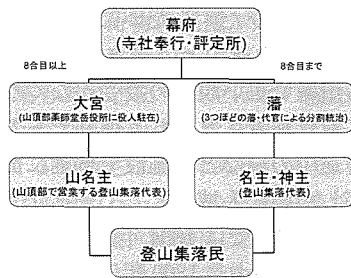 幕府
(寺社奉行・評定所)
8合目以上
8合目まで
大宮
(山頂部薬師堂岳役所に役人駐在)
藩
(3つほどの藩・代官による分割統治)
山名主
(山頂部で営業する登山集落代表)
名主・神主
(登山集落代表)
登山集落民